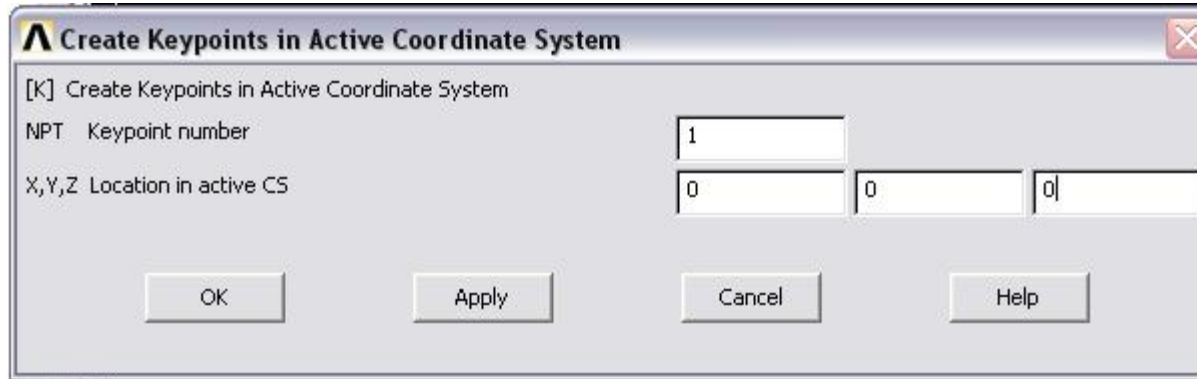 Λ Create Keypoints in Active Coordinate System
[K] Create Keypoints in Active Coordinate System
NPT Keypoint number 1
X,Y,Z Location in active CS 0 0 0
OK Apply Cancel Help